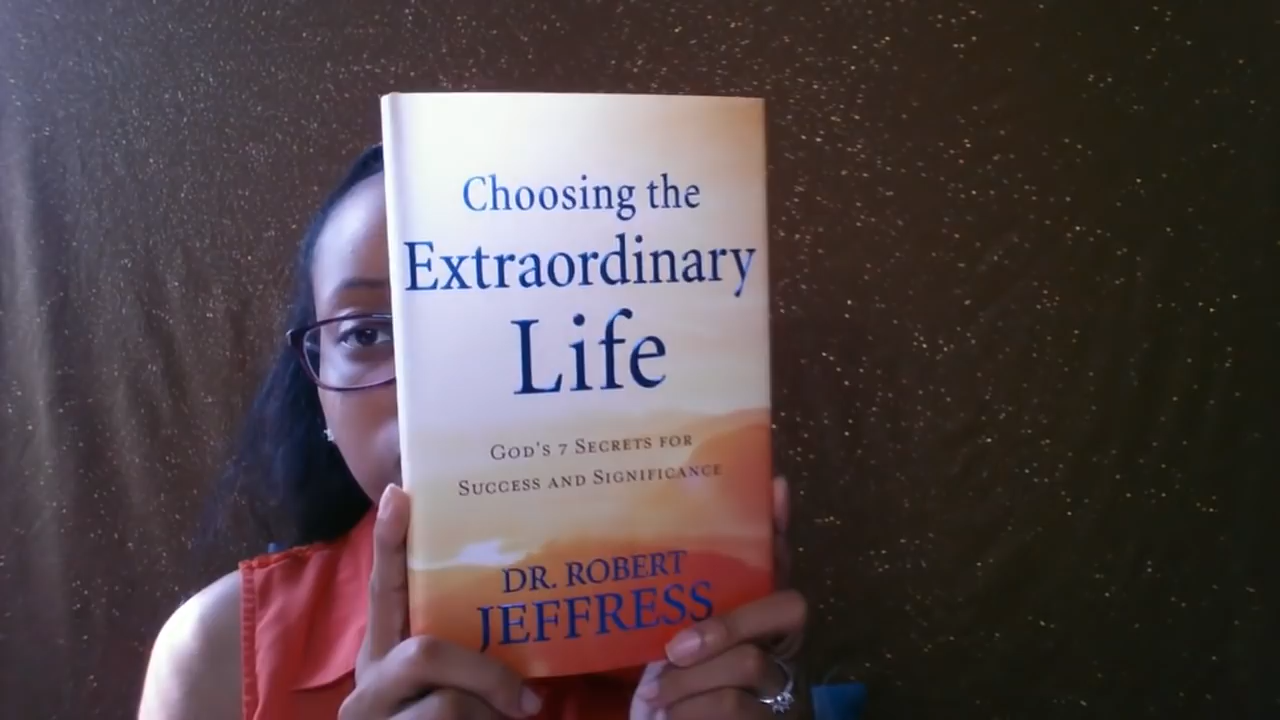 Choosing the
Extraordinary
Life
God's 7 Secrets for
Success and Significance
DR. ROBERT
JEFFRESS